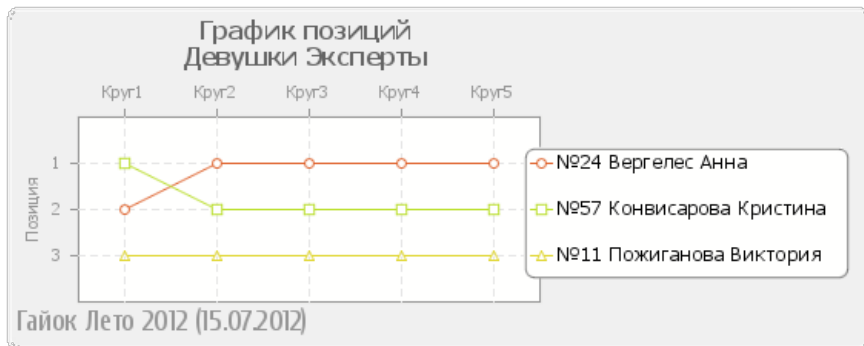 График позиций
Девушки Эксперты
Круг1 Круг2 Круг3 Круг4 Круг5
Позиция
1
2
3
№24 Вергелес Анна
№57 Конвисарова Кристина
№11 Пожиганова Виктория
Гайок Лето 2012 (15.07.2012)